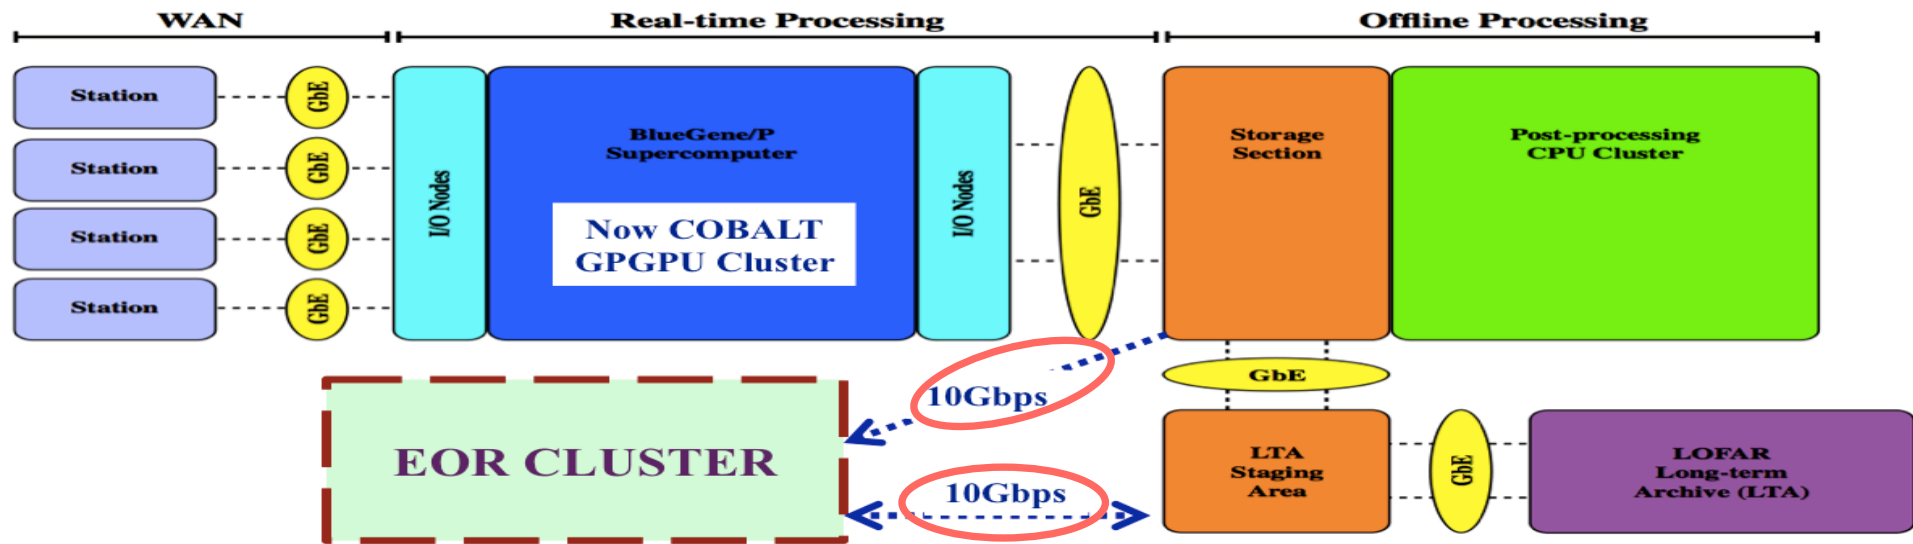 WAN
Real-time Processing
Offline Processing
Station
GbE
Station
GbE
Station
GbE
Station
GbE
I/O Nodes
BlueGene/P
Supercomputer
Now COBALT
GPGPU Cluster
I/O Nodes
GbE
Storage
Section
Post-processing
CPU Cluster
10Gbps
GbE
EOR CLUSTER
10Gbps
LTA
Staging
Area
GbE
LOFAR
Long-term
Archive (LTA)